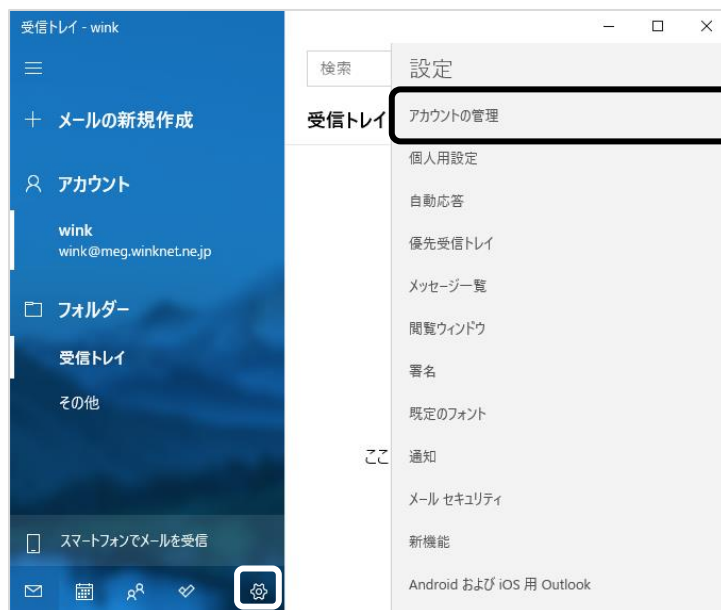 受信トレイ - wink
メールの新規作成
アカウント
wink
wink@meg.winknet.ne.jp
フォルダー
受信トレイ
その他
スマートフォンでメールを受信
検索
受信トレイ
ここ
設定
アカウントの管理
個人用設定
自動応答
優先受信トレイ
メッセージ一覧
閲覧ウィンドウ
署名
既定のフォント
通知
メール セキュリティ
新機能
Android および iOS 用 Outlook